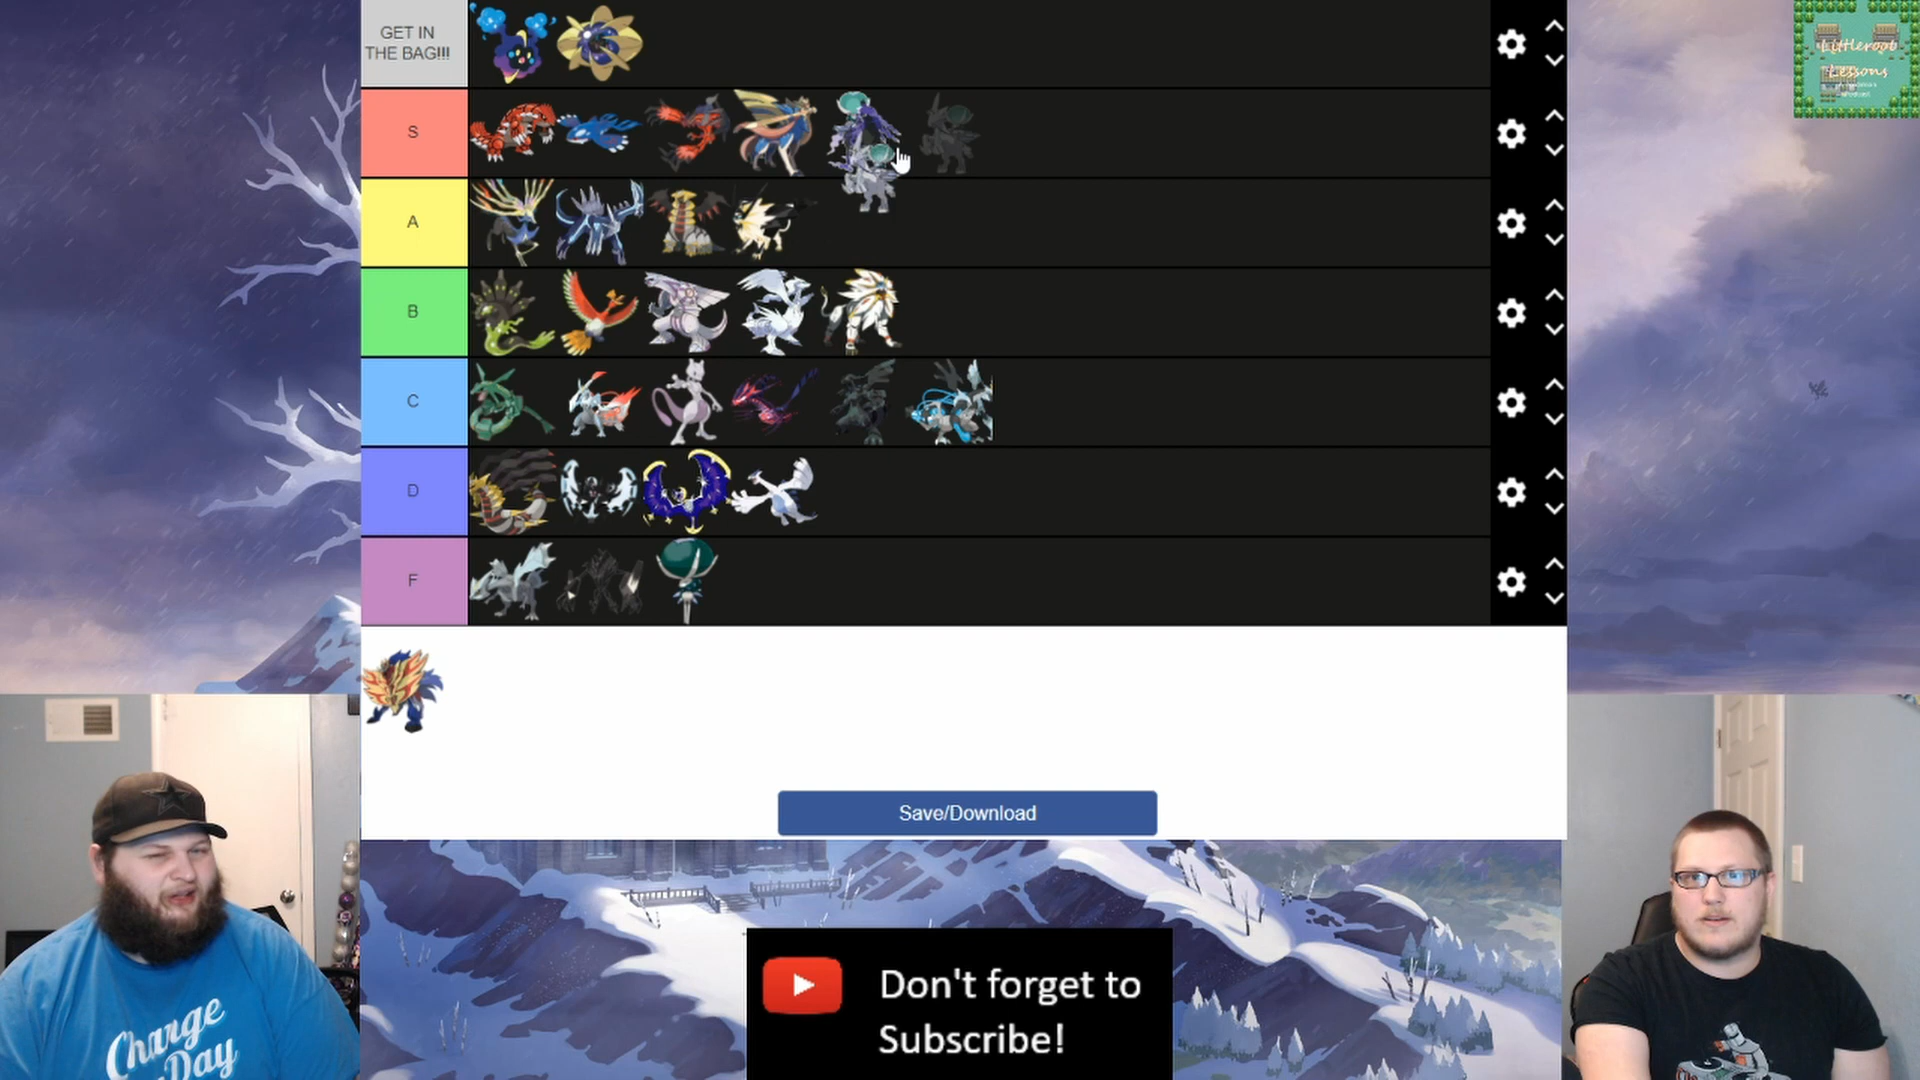 GET IN
THE BAG!!!
S
A
B
C
D
F
Save/Download
Don't forget to
Subscribe!
Littleroot
Lessons
Charge
Day